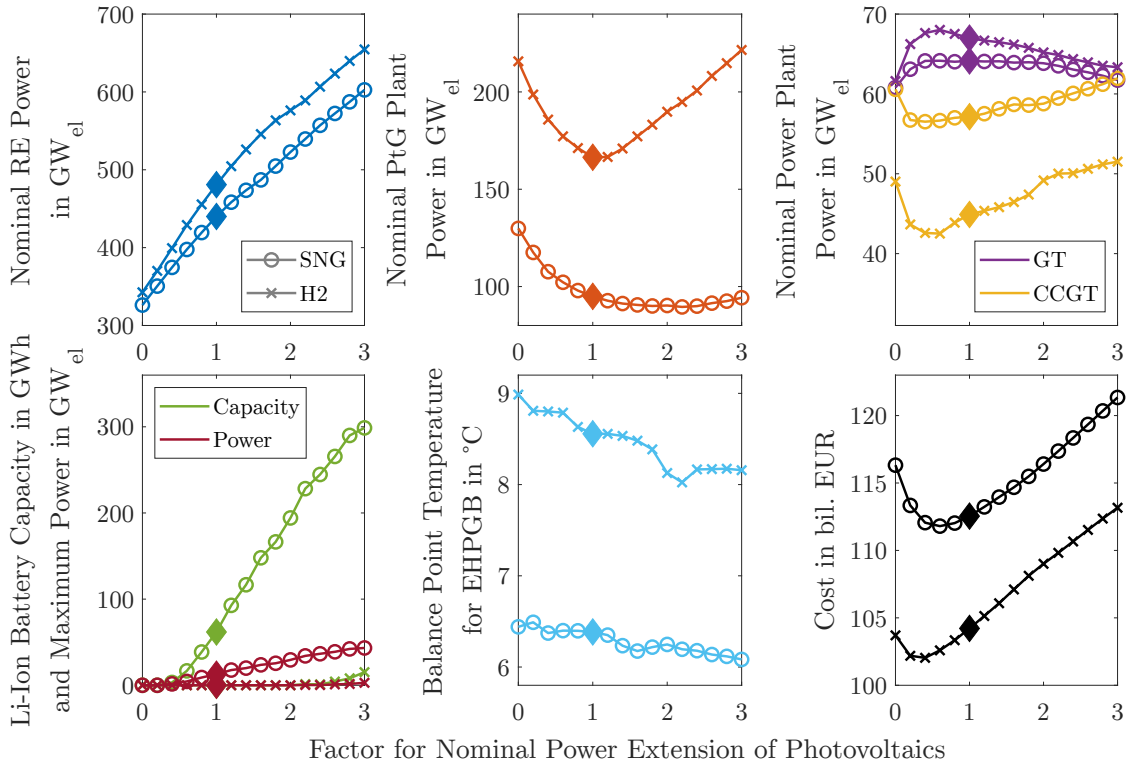 Nominal RE Power
in GW_el
700
600
500
400
300
0
1
2
3
SNG
H2
Nominal PtG Plant
Power in GW_el
200
150
100
0
1
2
3
Nominal Power Plant
Power in GW_el
70
60
50
40
0
1
2
3
GT
CCGT
Li-Ion Battery Capacity in GWh
and Maximum Power in GW_el
300
200
100
0
0
1
2
3
Capacity
Power
Balance Point Temperature
for EHPGB in °C
9
8
7
6
0
1
2
3
Cost in bil. EUR
120
115
110
105
100
0
1
2
3
Factor for Nominal Power Extension of Photovoltaics